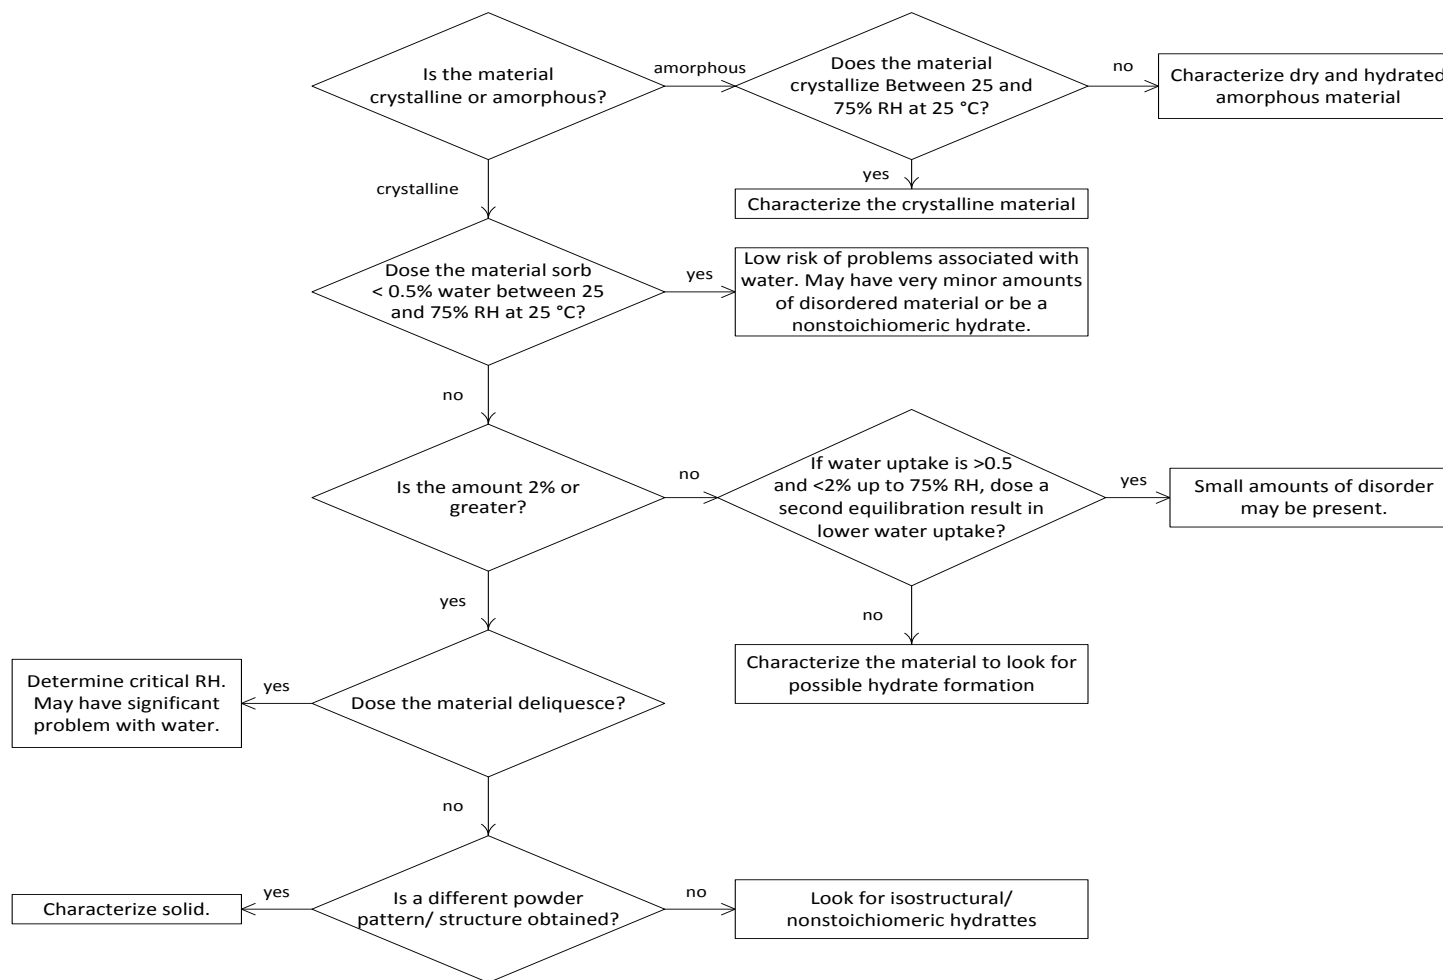 Is the material
crystalline or amorphous?
amorphous
Does the material
crystallize Between 25 and
75% RH at 25 °C?
no
Characterize dry and hydrated
amorphous material
yes
Characterize the crystalline material
crystalline
Dose the material sorb
< 0.5% water between 25
and 75% RH at 25 °C?
yes
Low risk of problems associated with
water. May have very minor amounts
of disordered material or be a
nonstoichiomeric hydrate.
no
Is the amount 2% or
greater?
no
If water uptake is >0.5
and <2% up to 75% RH, dose a
second equilibration result in
lower water uptake?
yes
Small amounts of disorder
may be present.
no
Characterize the material to look for
possible hydrate formation
yes
Dose the material deliquesce?
yes
Determine critical RH.
May have significant
problem with water.
no
Is a different powder
pattern/ structure obtained?
yes
Characterize solid.
no
Look for isostructural/
nonstoichiomeric hydrattes